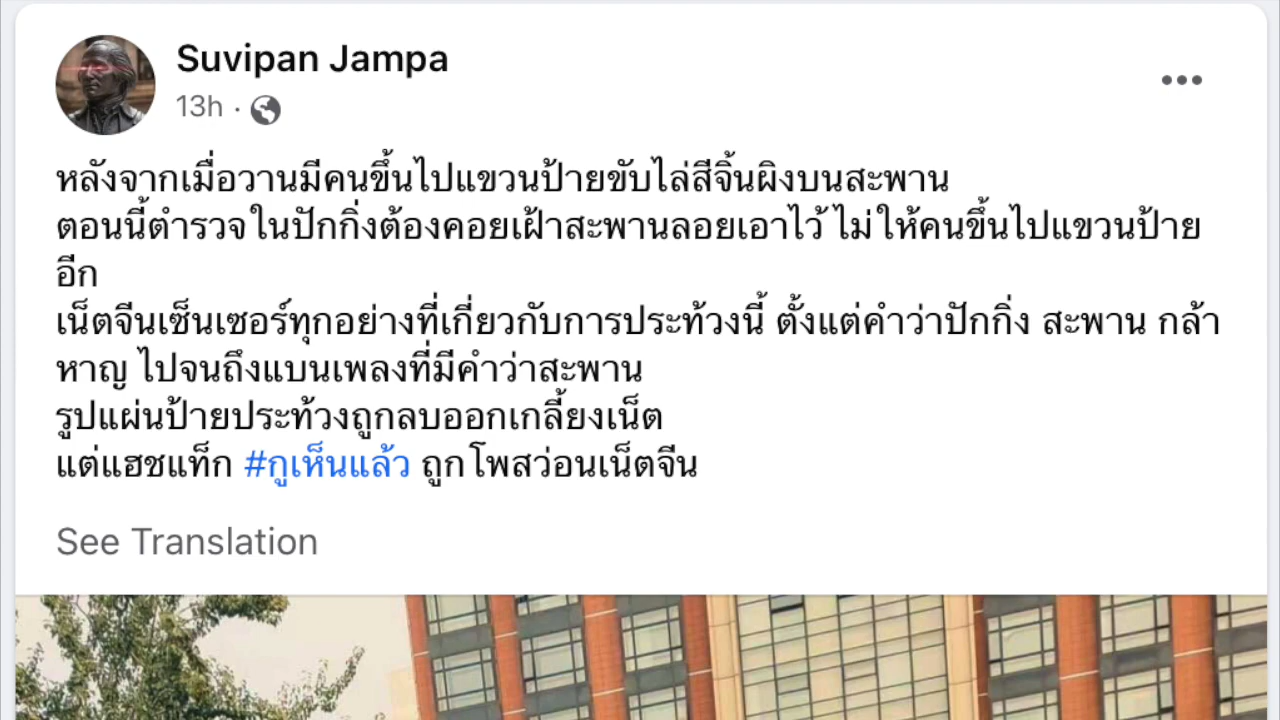 Suvipan Jampa
13h ·
หลังจากเมื่อวานมีคนขึ้นไปแขวนป้ายขับไล่สีจิ้นผิงบนสะพาน
ตอนนี้ตำรวจในปักกิ่งต้องคอยเฝ้าสะพานลอยเอาไว้ ไม่ให้คนขึ้นไปแขวนป้าย
อีก
เน็ตจีนเซ็นเซอร์ทุกอย่างที่เกี่ยวกับการประท้วงนี้ ตั้งแต่คำว่าปักกิ่ง สะพาน กล้า
หาญ ไปจนถึงแบนเพลงที่มีคำว่าสะพาน
รูปแผ่นป้ายประท้วงถูกลบออกเกลี้ยงเน็ต
แต่แฮชแท็ก #กูเห็นแล้ว ถูกโพสว่อนเน็ตจีน
See Translation